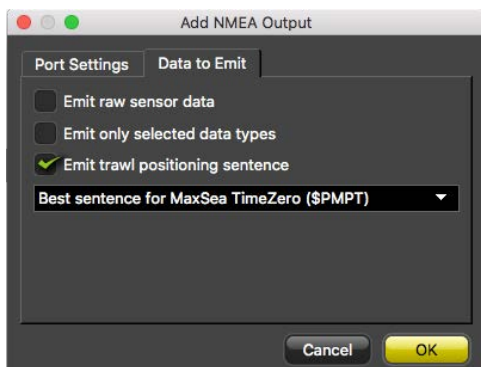 Add NMEA Output
Port Settings Data to Emit
Emit raw sensor data
Emit only selected data types
Emit trawl positioning sentence
Best sentence for MaxSea TimeZero ($PMPT)
Cancel OK